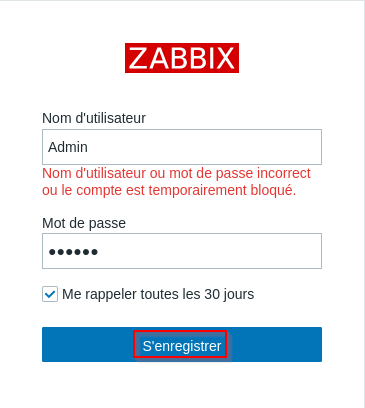 ZABBIX
Nom d'utilisateur
Admin
Nom d'utilisateur ou mot de passe incorrect
ou le compte est temporairement bloqué.
Mot de passe
●●●●●●
Me rappeler toutes les 30 jours
S'enregistrer